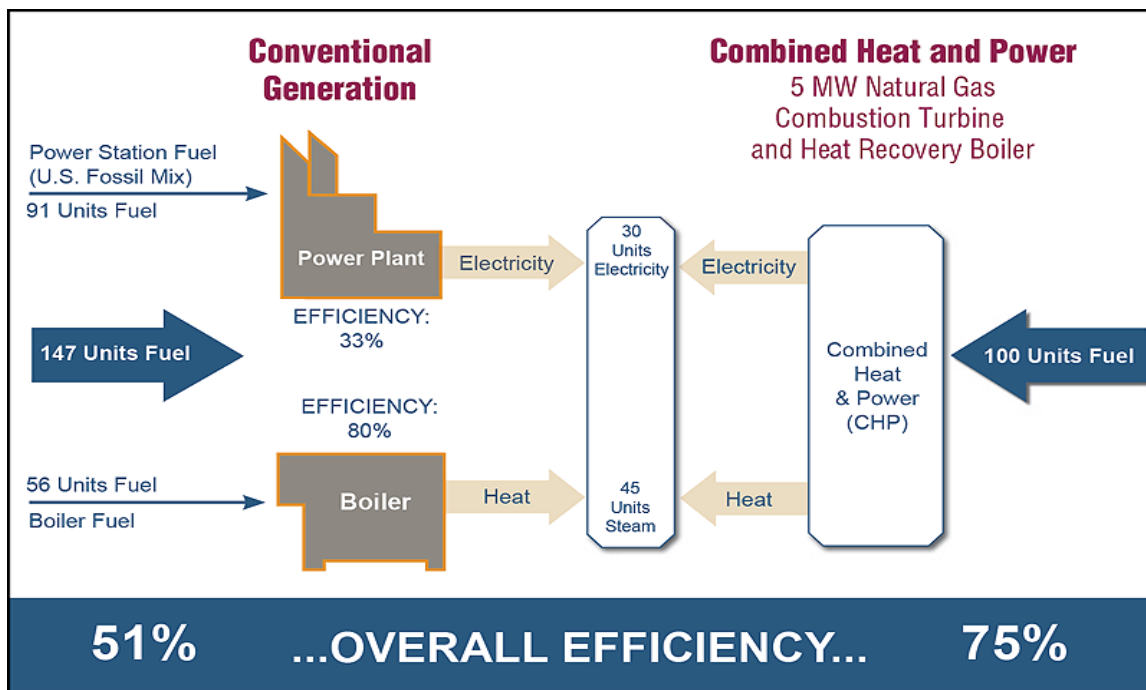 Conventional
Generation
Combined Heat and Power
5 MW Natural Gas
Combustion Turbine
and Heat Recovery Boiler
Power Station Fuel
(U.S. Fossil Mix)
91 Units Fuel
Power Plant
Electricity
30
Units
Electricity
Electricity
EFFICIENCY:
33%
147 Units Fuel
Combined
Heat
& Power
(CHP)
100 Units Fuel
EFFICIENCY:
80%
56 Units Fuel
Boiler Fuel
Boiler
Heat
45
Units
Steam
Heat
51%
...OVERALL EFFICIENCY...
75%